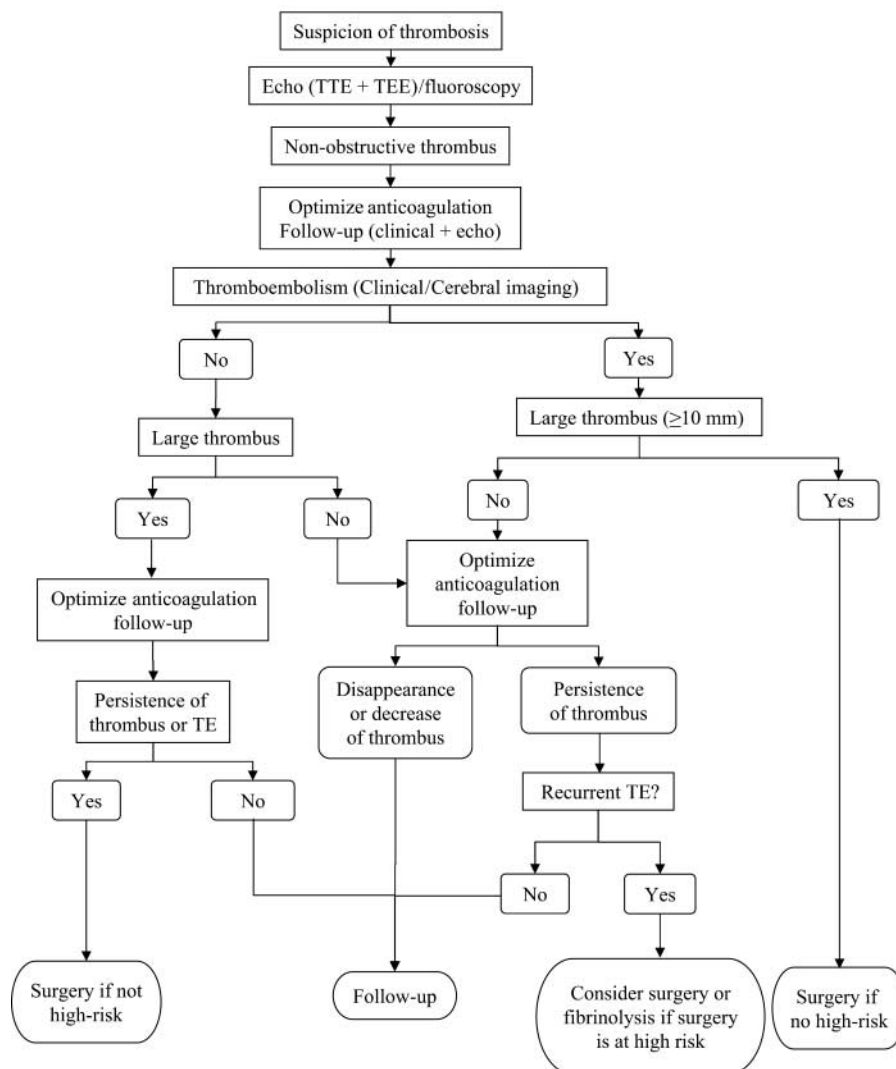 Suspicion of thrombosis
Echo (TTE + TEE)/fluoroscopy
Non-obstructive thrombus
Optimize anticoagulation
Follow-up (clinical + echo)
Thromboembolism (Clinical/Cerebral imaging)
No
Yes
Large thrombus
Large thrombus (≥10 mm)
Yes
No
No
Yes
Optimize anticoagulation
follow-up
Optimize
anticoagulation
follow-up
Persistence of
thrombus or TE
Disappearance
or decrease
of thrombus
Persistence
of thrombus
Recurrent TE?
Yes
No
No
Yes
Surgery if not
high-risk
Follow-up
Consider surgery or
fibrinolysis if surgery
is at high risk
Surgery if
no high-risk